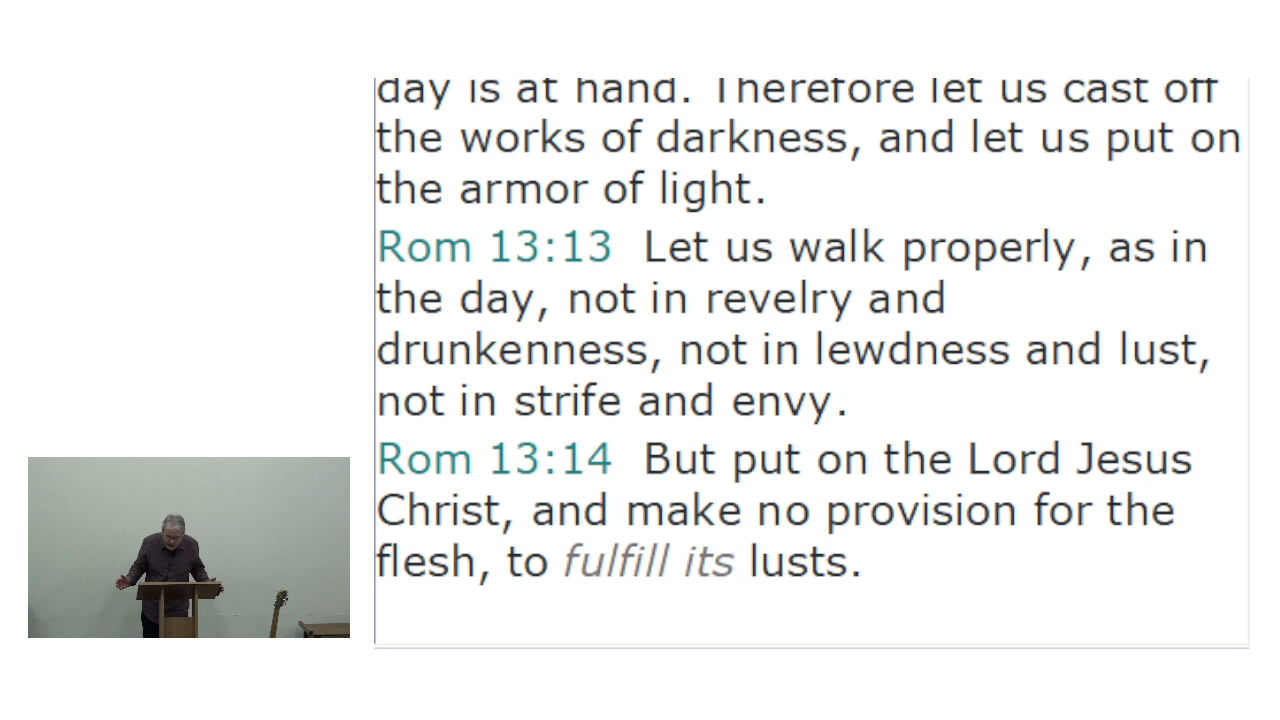 day is at hand. Therefore let us cast off
the works of darkness, and let us put on
the armor of light.
Rom 13:13 Let us walk properly, as in
the day, not in revelry and
drunkenness, not in lewdness and lust,
not in strife and envy.
Rom 13:14 But put on the Lord Jesus
Christ, and make no provision for the
flesh, to fulfill its lusts.